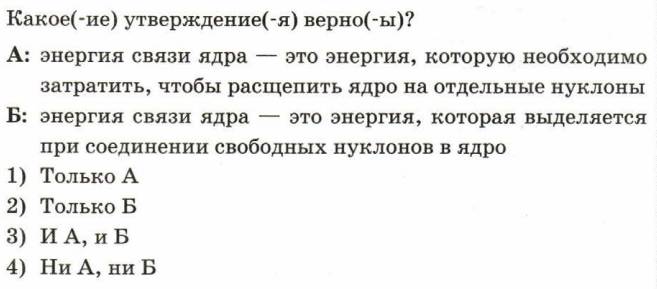 Какое(-ие) утверждение(-я) верно(-ы)?
А: энергия связи ядра — это энергия, которую необходимо
затратить, чтобы расщепить ядро на отдельные нуклоны
Б: энергия связи ядра — это энергия, которая выделяется
при соединении свободных нуклонов в ядро
1) Только А
2) Только Б
3) И А, и Б
4) Ни А, ни Б